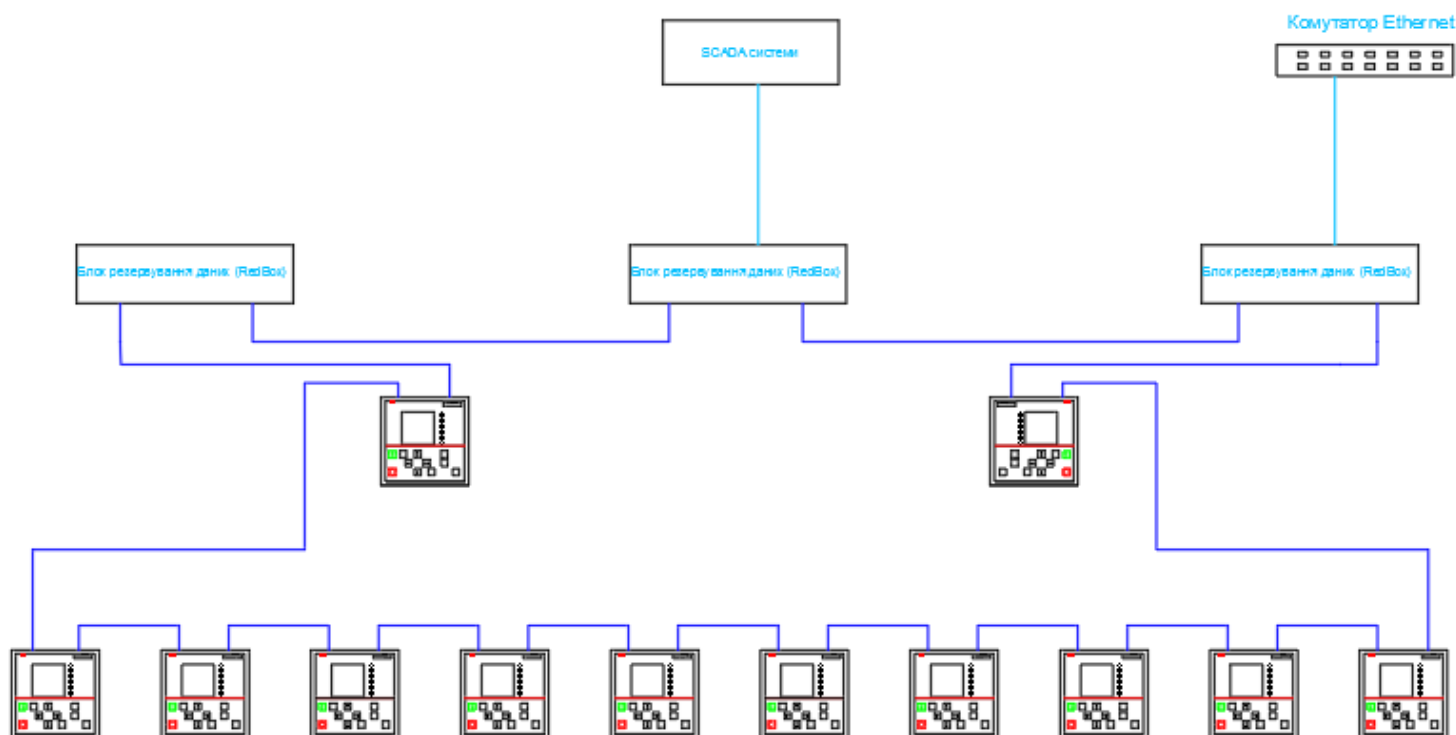 Комутатор Ethernet
SCADA системи
Блок резервування даних (RedBox)
Блок резервування даних (RedBox)
Блок резервування даних (RedBox)